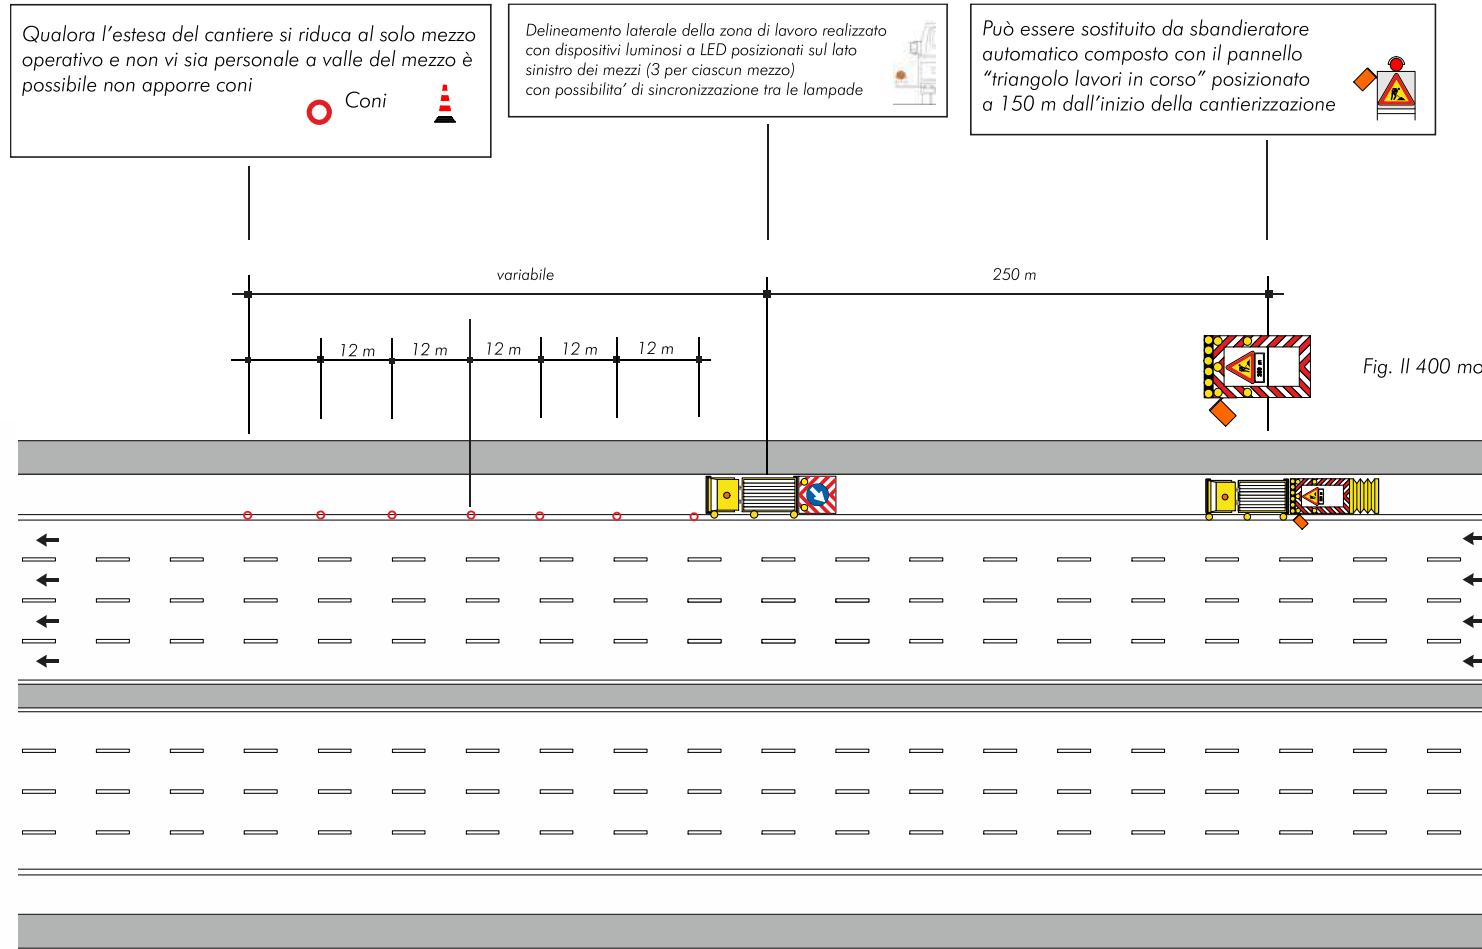 Qualora l'estesa del cantiere si riduca al solo mezzo
operativo e non vi sia personale a valle del mezzo è
possibile non apporre coni
Coni
Delineamento laterale della zona di lavoro realizzato
con dispositivi luminosi a LED posizionati sul lato
sinistro dei mezzi (3 per ciascun mezzo)
con possibilita' di sincronizzazione tra le lampade
Può essere sostituito da sbandieratore
automatico composto con il pannello
"triangolo lavori in corso" posizionato
a 150 m dall'inizio della cantierizzazione
variabile
250 m
12 m
12 m
12 m
12 m
12 m
Fig. II 400 mo